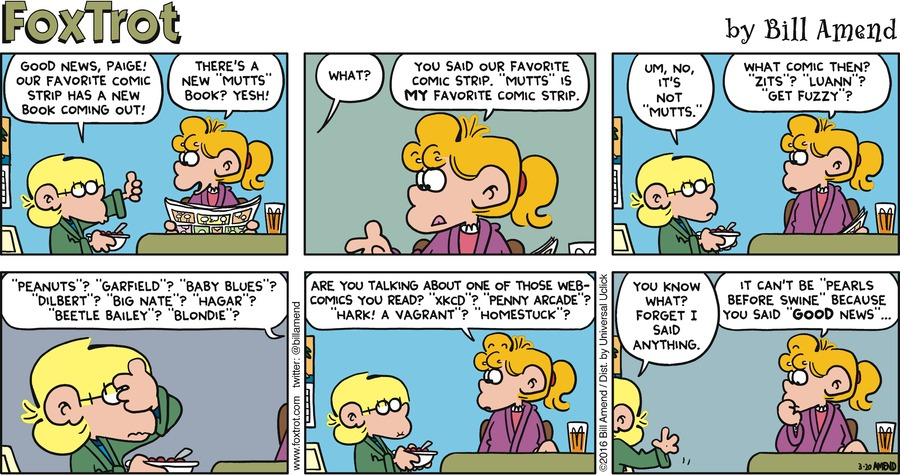 FoxTrot
by Bill Amend
GOOD NEWS, PAIGE!
OUR FAVORITE COMIC
STRIP HAS A NEW
BOOK COMING OUT!
THERE'S A
NEW "MUTTS"
BOOK? YESH!
WHAT?
YOU SAID OUR FAVORITE
COMIC STRIP. "MUTTS" IS
MY FAVORITE COMIC STRIP.
UM, NO,
IT'S
NOT
"MUTTS."
WHAT COMIC THEN?
"ZITS"? "LUANN"?
"GET FUZZY"?
"PEANUTS"? "GARFIELD"? "BABY BLUES"?
"DILBERT"? "BIG NATE"? "HAGAR"?
"BEETLE BAILEY"? "BLONDIE"?
www.foxtrot.com twitter: @billamend
ARE YOU TALKING ABOUT ONE OF THOSE WEB-
COMICS YOU READ? "XKCD"? "PENNY ARCADE"?
"HARK! A VAGRANT"? "HOMESTUCK"?
©2016 Bill Amend / Dist. by Universal Uclick
YOU KNOW
WHAT?
FORGET I
SAID
ANYTHING.
IT CAN'T BE "PEARLS
BEFORE SWINE" BECAUSE
YOU SAID "GOOD NEWS"...
3-20 AMEND